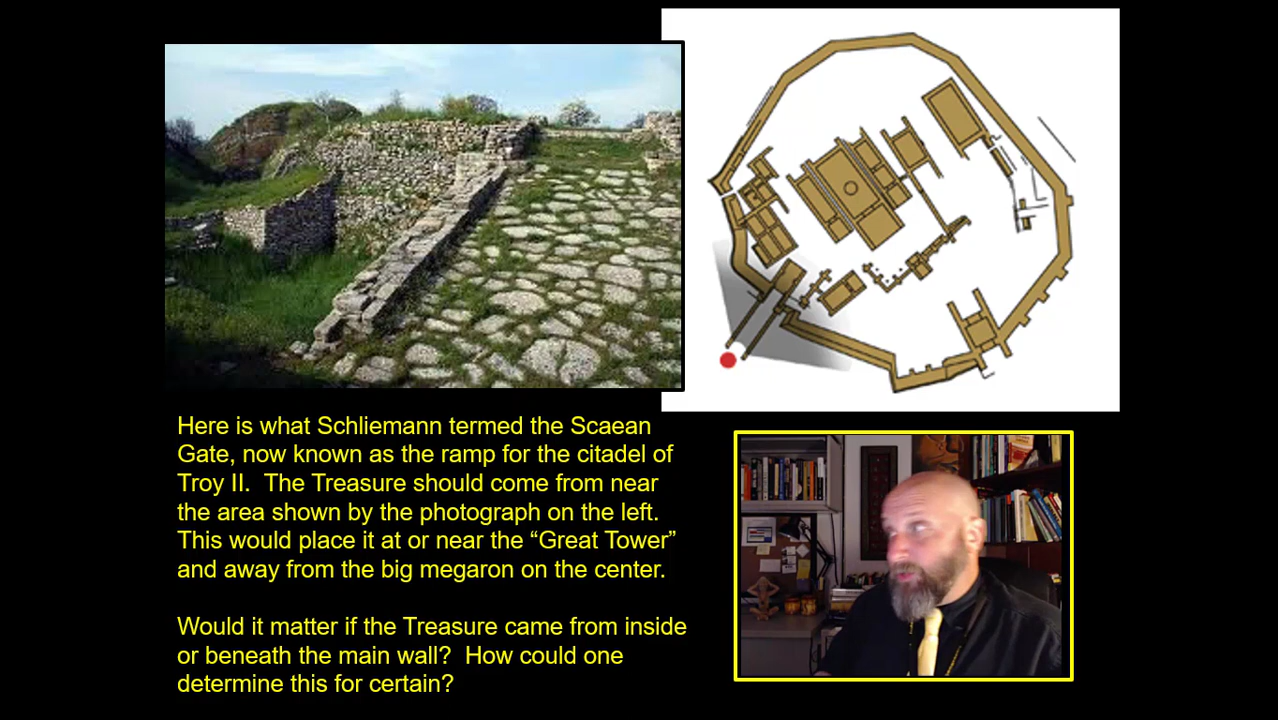 Here is what Schliemann termed the Scaean
Gate, now known as the ramp for the citadel of
Troy II.  The Treasure should come from near
the area shown by the photograph on the left.
This would place it at or near the “Great Tower”
and away from the big megaron on the center.
Would it matter if the Treasure came from inside
or beneath the main wall?  How could one
determine this for certain?